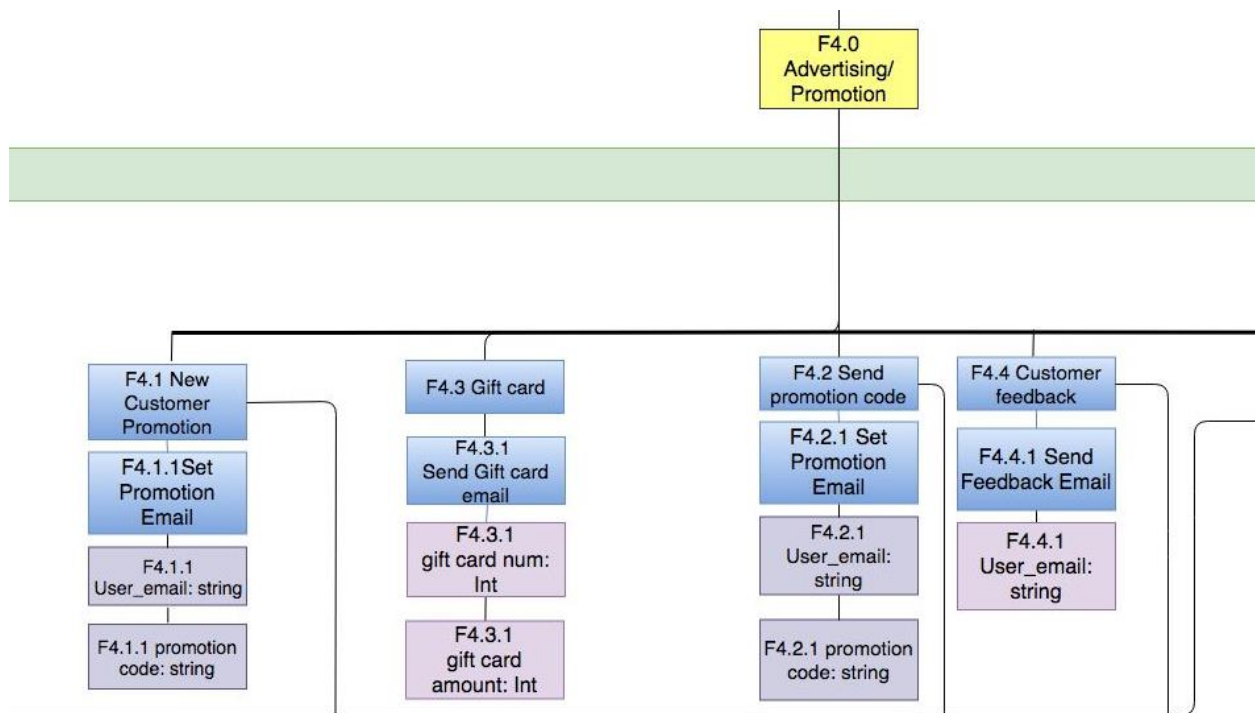 F4.0
Advertising/
Promotion
F4.1 New
Customer
Promotion
F4.1.1Set
Promotion
Email
F4.1.1
User_email: string
F4.1.1 promotion
code: string
F4.3 Gift card
F4.3.1
Send Gift card
email
F4.3.1
gift card num:
Int
F4.3.1
gift card
amount: Int
F4.2 Send
promotion code
F4.2.1 Set
Promotion
Email
F4.2.1
User_email:
string
F4.2.1 promotion
code: string
F4.4 Customer
feedback
F4.4.1 Send
Feedback Email
F4.4.1
User_email:
string